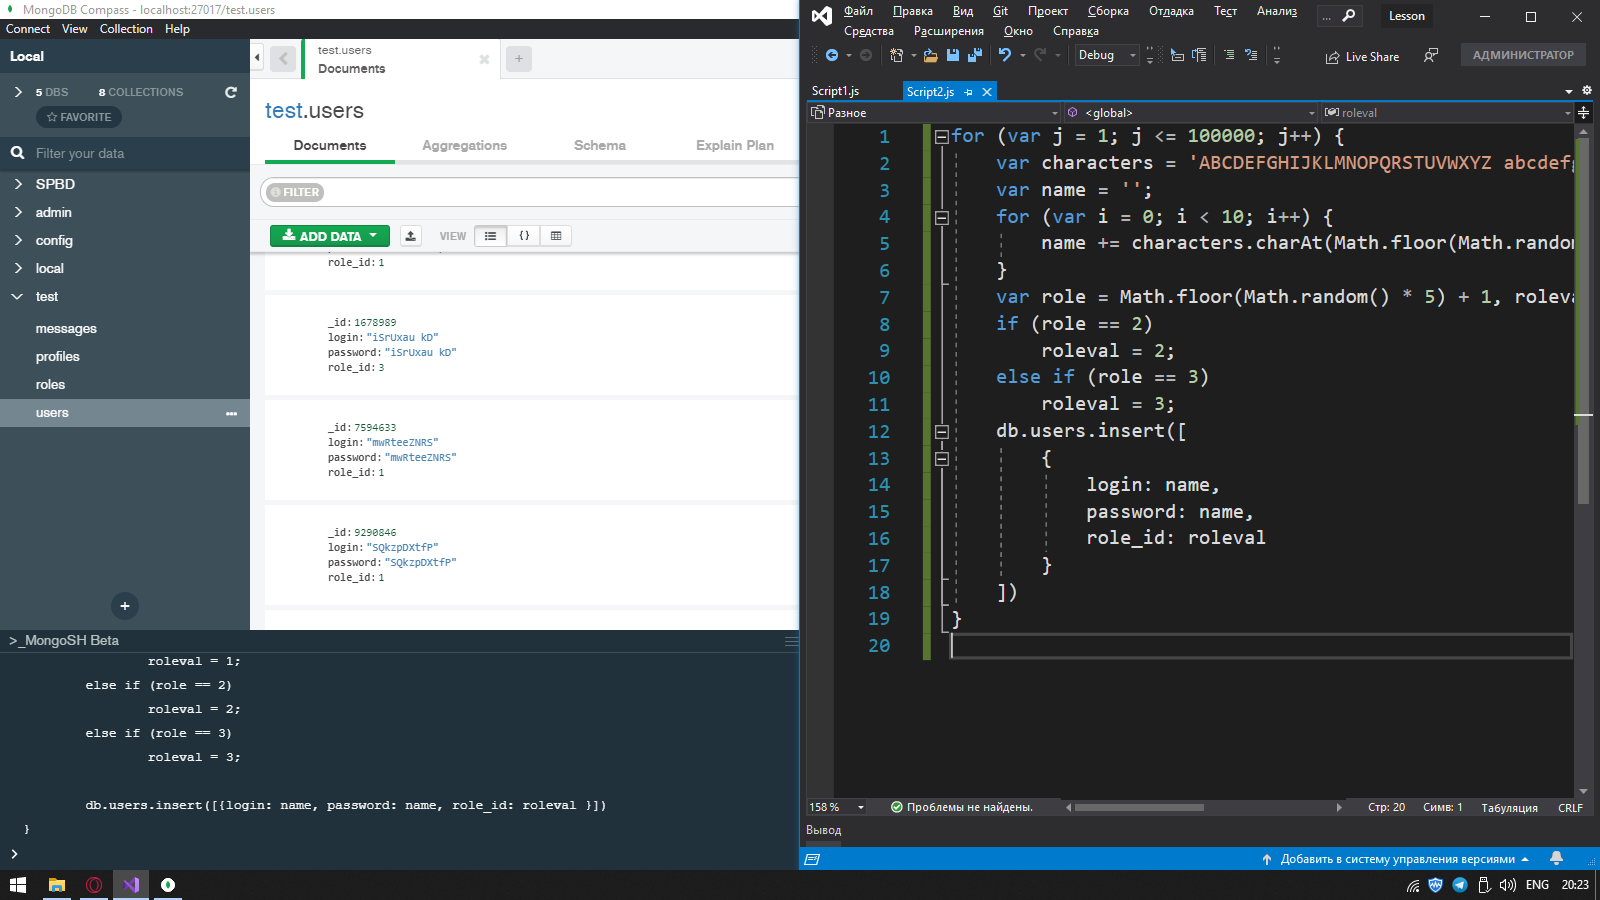 MongoDB Compass - localhost:27017/test.users
Connect View Collection Help
Local
5 DBS 8 COLLECTIONS
FAVORITE
Filter your data
SPBD
admin
config
local
test
messages
profiles
roles
users
test.users
Documents
test.users
Documents Aggregations Schema Explain Plan
FILTER
ADD DATA VIEW {}
role_id: 1
_id: 1678989
login: "iSrUxau kD"
password: "iSrUxau kD"
role_id: 3
_id: 7594633
login: "mwRteeZNRS"
password: "mwRteeZNRS"
role_id: 1
_id: 9290846
login: "SQkzpDXtfP"
password: "SQkzpDXtfP"
role_id: 1
>_MongoSH Beta
roleval = 1;
else if (role == 2)
roleval = 2;
else if (role == 3)
roleval = 3;
db.users.insert([{login: name, password: name, role_id: roleval }])
}
>
Файл Правка Вид Git Проект Сборка Отладка Тест Анализ ... Lesson
Средства Расширения Окно Справка
Debug Live Share АДМИНИСТРАТОР
Script1.js Script2.js
Разное <global> roleval
1 for (var j = 1; j <= 100000; j++) {
2 var characters = 'ABCDEFGHIJKLMNOPQRSTUVWXYZ abcdefg
3 var name = '';
4 for (var i = 0; i < 10; i++) {
5 name += characters.charAt(Math.floor(Math.random
6 }
7 var role = Math.floor(Math.random() * 5) + 1, roleva
8 if (role == 2)
9 roleval = 2;
10 else if (role == 3)
11 roleval = 3;
12 db.users.insert([
13 {
14 login: name,
15 password: name,
16 role_id: roleval
17 }
18 ])
19 }
20
158 % Проблемы не найдены. Стр: 20 Симв: 1 Табуляция CRLF
Вывод
Добавить в систему управления версиями
ENG 20:23